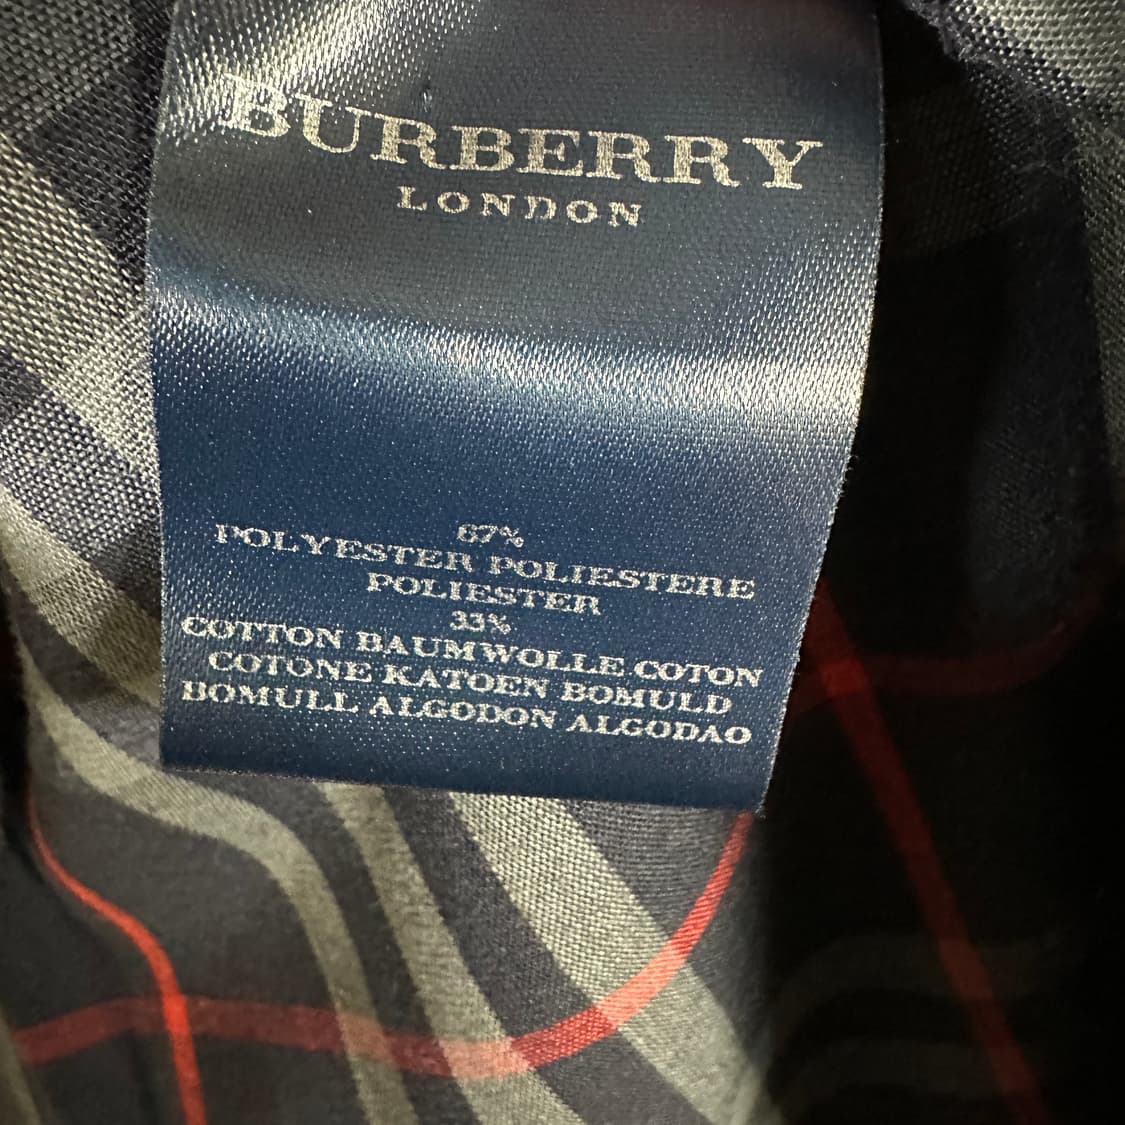 BURBERRY
LONDON
67%
POLYESTER POLIESTERE
POLIESTER
33%
COTTON BAUMWOLLE COTON
COTONE KATOEN BOMULD
BOMULL ALGODON ALGODAO